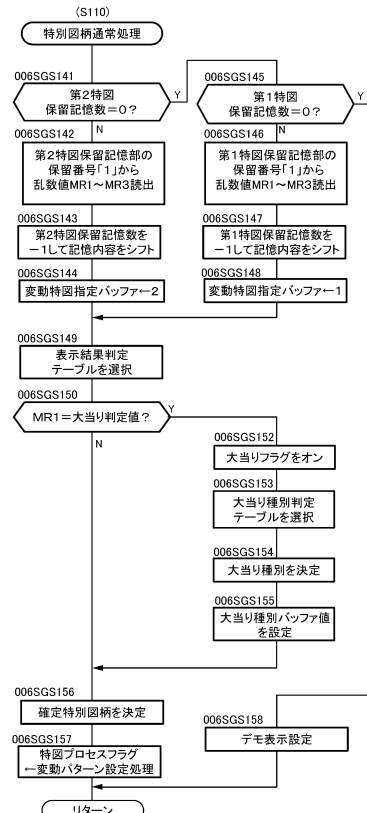 (S110)
特別図柄通常処理
006SGS141
第2特図
保留記憶数=0?
Y
N
006SGS142
第2特図保留記憶部の
保留番号「1」から
乱数値MR1～MR3読出
006SGS143
第2特図保留記憶数を
－1して記憶内容をシフト
006SGS144
変動特図指定バッファ←2
006SGS145
第1特図
保留記憶数=0?
Y
N
006SGS146
第1特図保留記憶部の
保留番号「1」から
乱数値MR1～MR3読出
006SGS147
第1特図保留記憶数を
－1して記憶内容をシフト
006SGS148
変動特図指定バッファ←1
006SGS149
表示結果判定
テーブルを選択
006SGS150
MR1=大当り判定値?
Y
N
006SGS152
大当りフラグをオン
006SGS153
大当り種別判定
テーブルを選択
006SGS154
大当り種別を決定
006SGS155
大当り種別バッファ値
を設定
006SGS156
確定特別図柄を決定
006SGS157
特図プロセスフラグ
←変動パターン設定処理
006SGS158
デモ表示設定
リターン